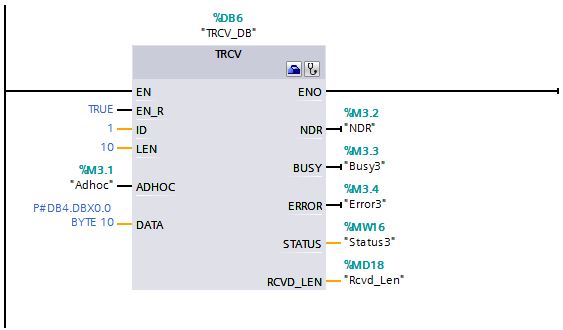 %DB6
"TRCV_DB"
TRCV
EN ENO
TRUE EN_R
%M3.2
1 ID NDR "NDR"
10 LEN
%M3.3
BUSY "Busy3"
%M3.1
"Adhoc" ADHOC
%M3.4
ERROR "Error3"
P#DB4.DBX0.0
BYTE 10 DATA
%MW16
STATUS "Status3"
%MD18
RCVD_LEN "Rcvd_Len"